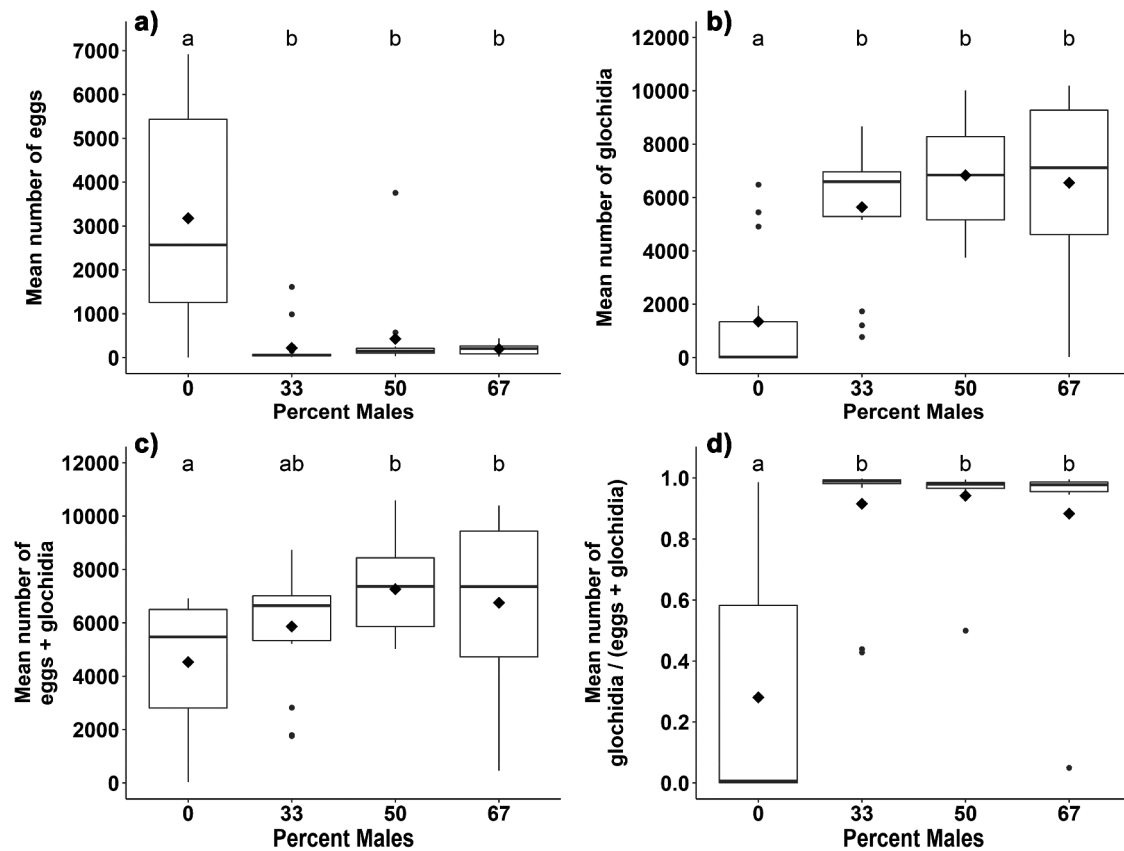 a)
a b b b
7000
6000
5000
4000
3000
2000
1000
0
Mean number of eggs
0 33 50 67
Percent Males
b)
a b b b
12000
10000
8000
6000
4000
2000
0
Mean number of glochidia
0 33 50 67
Percent Males
c)
a ab b b
12000
10000
8000
6000
4000
2000
0
Mean number of
eggs + glochidia
0 33 50 67
Percent Males
d)
a b b b
1.0
0.8
0.6
0.4
0.2
0.0
Mean number of
glochidia / (eggs + glochidia)
0 33 50 67
Percent Males